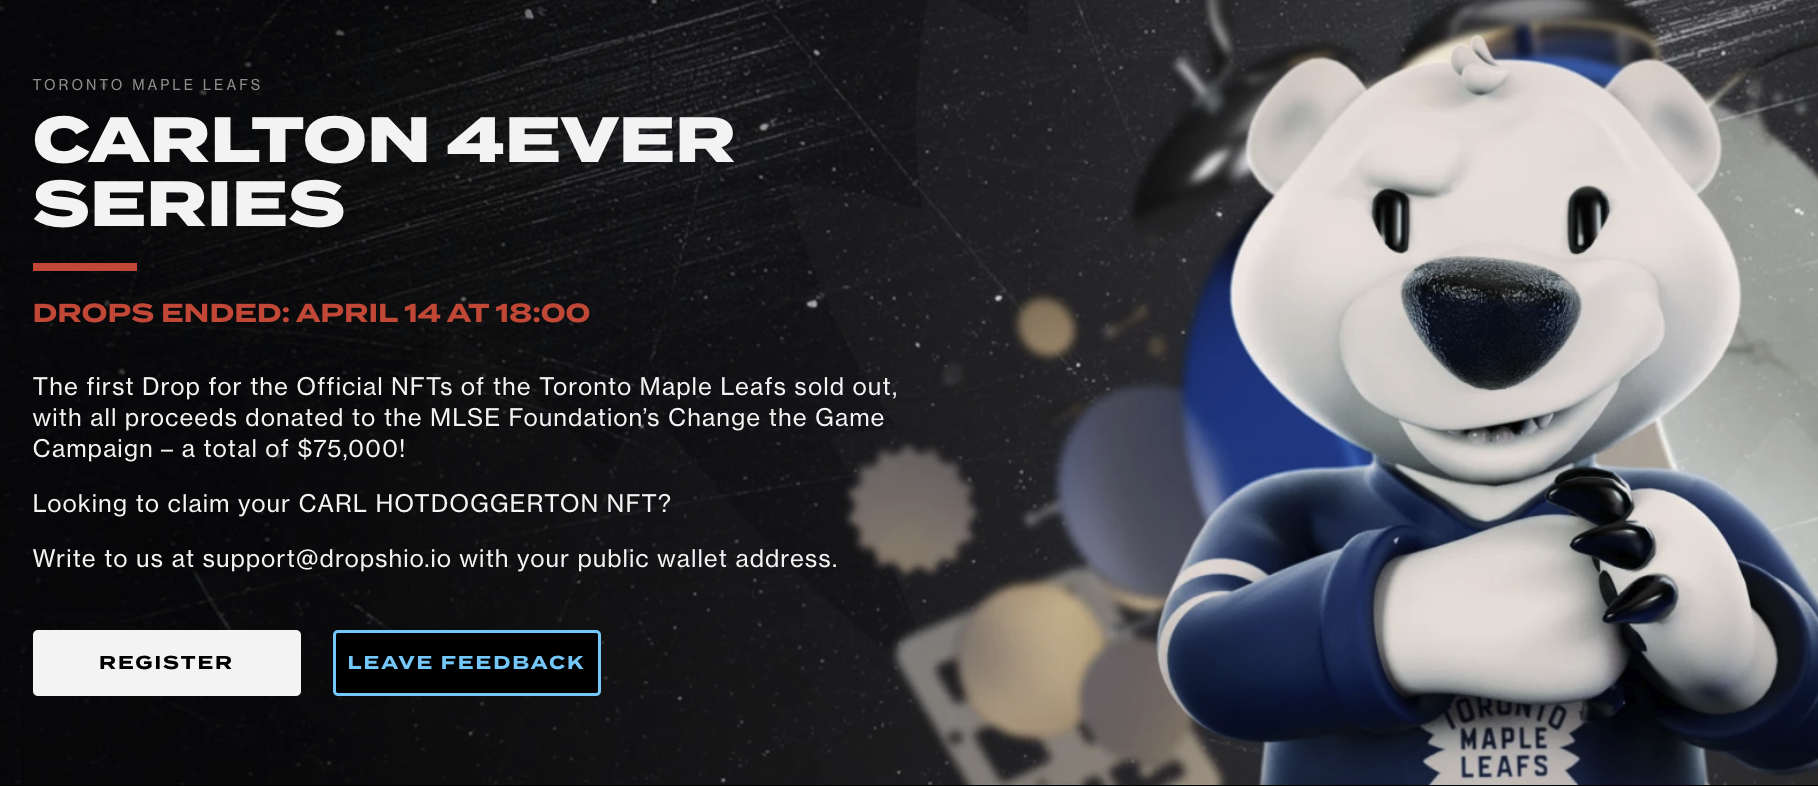 TORONTO MAPLE LEAFS
CARLTON 4EVER
SERIES
DROPS ENDED: APRIL 14 AT 18:00
The first Drop for the Official NFTs of the Toronto Maple Leafs sold out,
with all proceeds donated to the MLSE Foundation’s Change the Game
Campaign – a total of $75,000!
Looking to claim your CARL HOTDOGGERTON NFT?
Write to us at support@dropshio.io with your public wallet address.
REGISTER
LEAVE FEEDBACK
TORONTO
MAPLE
LEAFS